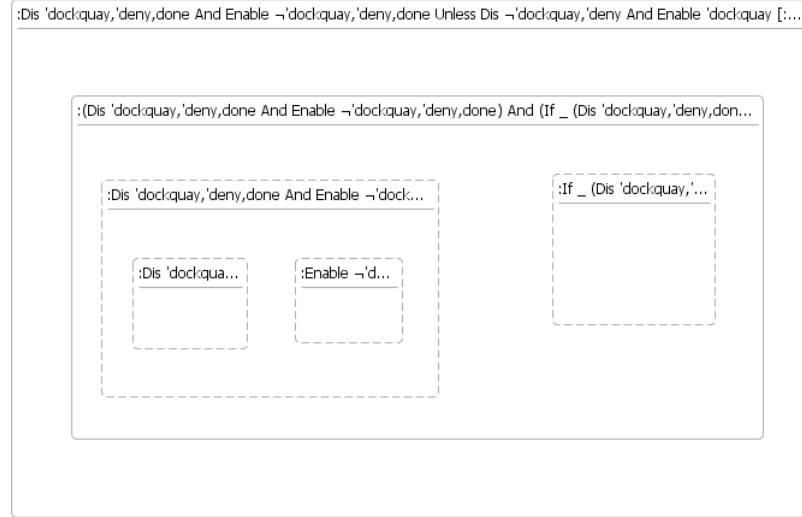 :Dis 'dockquay,'deny,done And Enable ¬'dockquay,'deny,done Unless Dis ¬'dockquay,'deny And Enable 'dockquay [:...
:(Dis 'dockquay,'deny,done And Enable ¬'dockquay,'deny,done) And (If _ (Dis 'dockquay,'deny,don...
:Dis 'dockquay,'deny,done And Enable ¬'dock...
:If _ (Dis 'dockquay,'...
:Dis 'dockqua...
:Enable ¬'d...